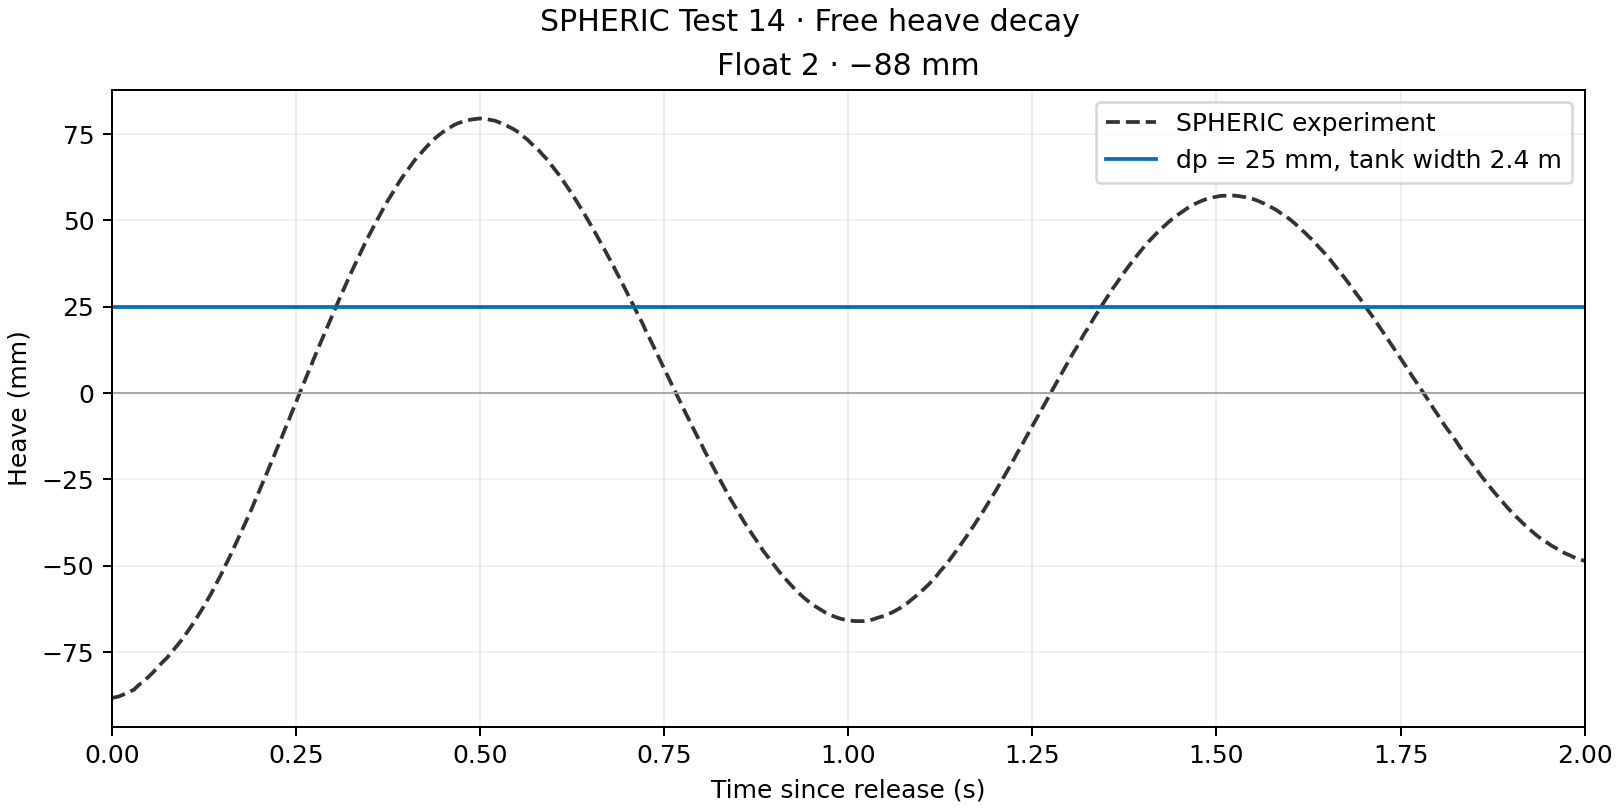 SPHERIC Test 14 · Free heave decay
Float 2 · −88 mm
SPHERIC experiment
dp = 25 mm, tank width 2.4 m
Heave (mm)
75
50
25
0
−25
−50
−75
0.00 0.25 0.50 0.75 1.00 1.25 1.50 1.75 2.00
Time since release (s)